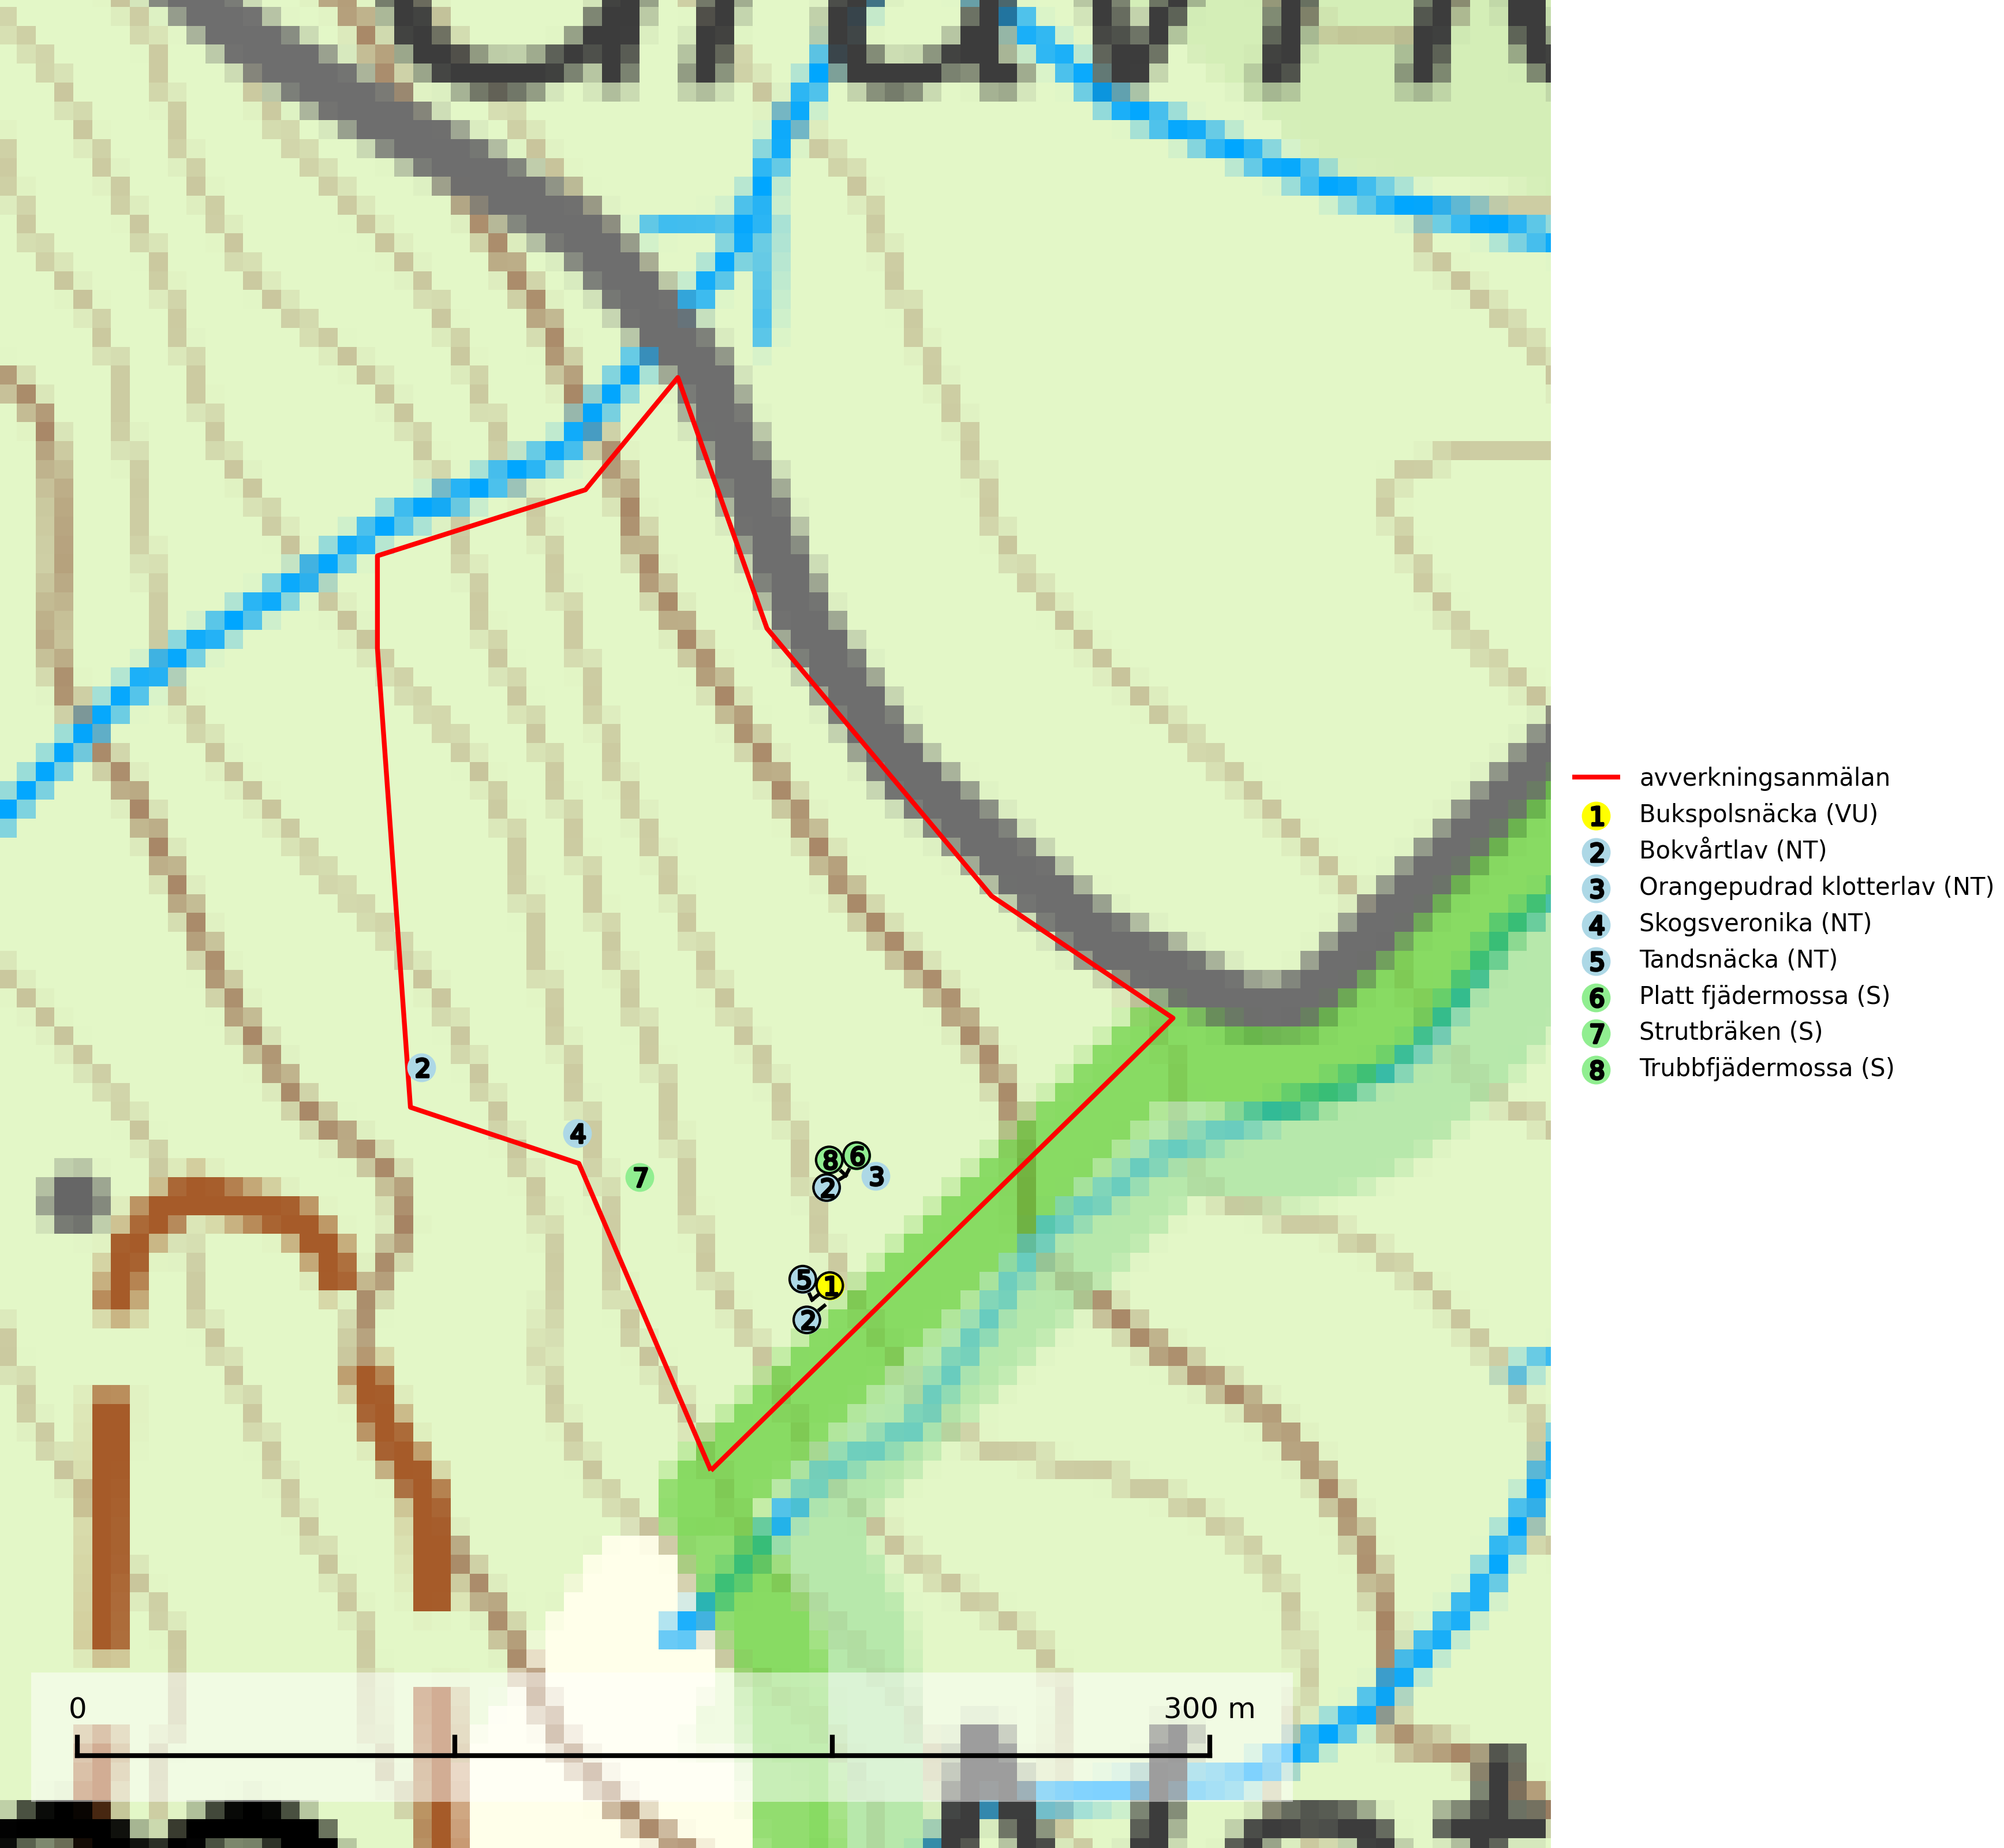 avverkningsanmälan
1 Bukspolsnäcka (VU)
2 Bokvårtlav (NT)
3 Orangepudrad klotterlav (NT)
4 Skogsveronika (NT)
5 Tandsnäcka (NT)
6 Platt fjädermossa (S)
7 Strutbräken (S)
8 Trubbfjädermossa (S)
2
4
7
8 6
2 3
5 1
2
0 300 m